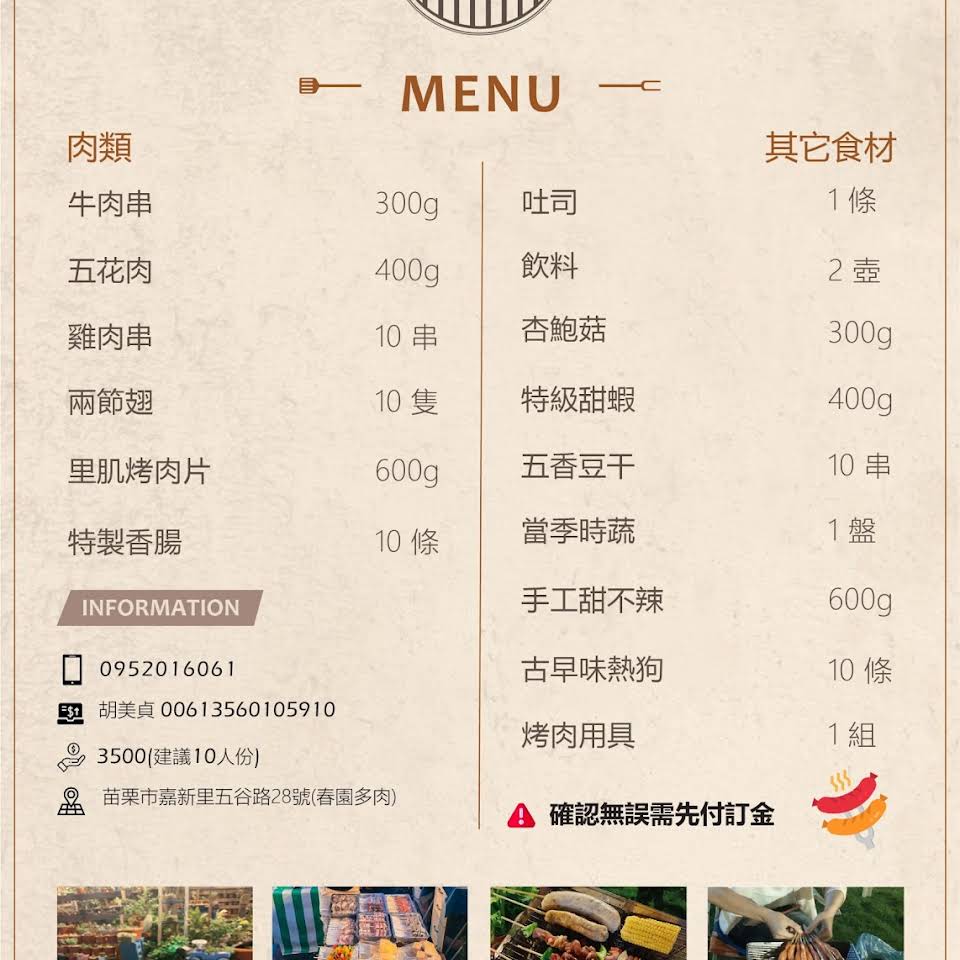 MENU
肉類
牛肉串 300g
五花肉 400g
雞肉串 10 串
兩節翅 10 隻
里肌烤肉片 600g
特製香腸 10 條
INFORMATION
0952016061
胡美貞 00613560105910
3500(建議10人份)
苗栗市嘉新里五谷路28號(春園多肉)
其它食材
吐司 1 條
飲料 2 壺
杏鮑菇 300g
特級甜蝦 400g
五香豆干 10 串
當季時蔬 1 盤
手工甜不辣 600g
古早味熱狗 10 條
烤肉用具 1 組
確認無誤需先付訂金